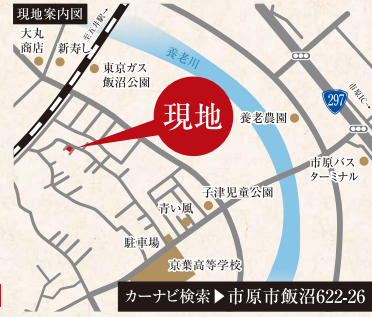 現地案内図
至五井駅→
大丸
商店
新寿し
東京ガス
飯沼公園
養老川
現地
養老農園
297
市原IC→
市原バス
ターミナル
子津児童公園
青い風
駐車場
京葉高等学校
カーナビ検索▶市原市飯沼622-26